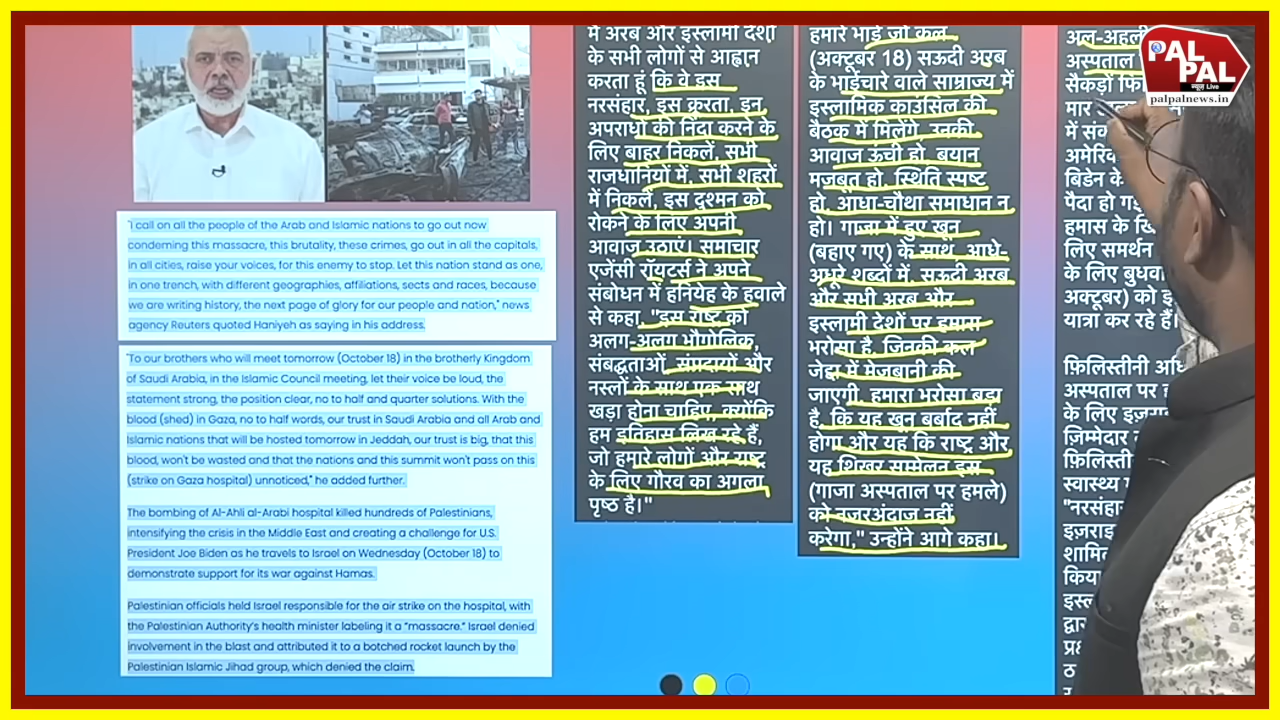 "I call on all the people of the Arab and Islamic nations to go out now
condeming this massacre, this brutality, these crimes, go out in all the capitals,
in all cities, raise your voices, for this enemy to stop. Let this nation stand as one,
in one trench, with different geographies, affiliations, sects and races, because
we are writing history, the next page of glory for our people and nation," news
agency Reuters quoted Haniyeh as saying in his address.
"To our brothers who will meet tomorrow (October 18) in the brotherly Kingdom
of Saudi Arabia, in the Islamic Council meeting, let their voice be loud, the
statement strong, the position clear, no to half and quarter solutions. With the
blood (shed) in Gaza, no to half words, our trust in Saudi Arabia and all Arab and
Islamic nations that will be hosted tomorrow in Jeddah, our trust is big, that this
blood, won't be wasted and that the nations and this summit won't pass on this
(strike on Gaza hospital) unnoticed," he added further.
The bombing of Al-Ahli al-Arabi hospital killed hundreds of Palestinians,
intensifying the crisis in the Middle East and creating a challenge for U.S.
President Joe Biden as he travels to Israel on Wednesday (October 18) to
demonstrate support for its war against Hamas.
Palestinian officials held Israel responsible for the air strike on the hospital, with
the Palestinian Authority's health minister labeling it a "massacre." Israel denied
involvement in the blast and attributed it to a botched rocket launch by the
Palestinian Islamic Jihad group, which denied the claim.
में अरब और इस्लामी देशों
के सभी लोगों से आह्वान
करता हूं कि वे इस
नरसंहार, इस क्रूरता, इन
अपराधों की निंदा करने के
लिए बाहर निकलें, सभी
राजधानियों में, सभी शहरों
में निकलें, इस दुश्मन को
रोकने के लिए अपनी
आवाज उठाएं। समाचार
एजेंसी रॉयटर्स ने अपने
संबोधन में हनियेह के हवाले
से कहा, "इस राष्ट्र को
अलग-अलग भौगोलिक,
संबद्धताओं, संप्रदायों और
नस्लों के साथ एक साथ
खड़ा होना चाहिए, क्योंकि
हम इतिहास लिख रहे हैं,
जो हमारे लोगों और राष्ट्र
के लिए गौरव का अगला
पृष्ठ है।"
हमारे भाई जो कल
(अक्टूबर 18) सऊदी अरब
के भाईचारे वाले साम्राज्य में
इस्लामिक काउंसिल की
बैठक में मिलेंगे, उनकी
आवाज ऊंची हो, बयान
मजबूत हो, स्थिति स्पष्ट
हो, आधा-चौथा समाधान न
हो। गाजा में हुए खून
(बहाए गए) के साथ, आधे-
अधूरे शब्दों में, सऊदी अरब
और सभी अरब और
इस्लामी देशों पर हमारा
भरोसा है, जिनकी कल
जेद्दा में मेजबानी की
जाएगी, हमारा भरोसा बड़ा
है, कि यह खून बर्बाद नहीं
होगा और यह कि राष्ट्र और
यह शिखर सम्मेलन इस
(गाजा अस्पताल पर हमले)
को नजरअंदाज नहीं
करेगा," उन्होंने आगे कहा।
अल-अहली
अस्पताल
सैकड़ों
मार
में
बिडेन के
पैदा हो
हमास के
लिए समर्थन
के लिए
अक्टूबर) को
यात्रा कर रहे हैं।
फ़िलिस्तीनी
अस्पताल पर
के लिए
ज़िम्मेदार
स्वास्थ्य
PAL
PAL
न्यूज़ Live
palpalnews.in